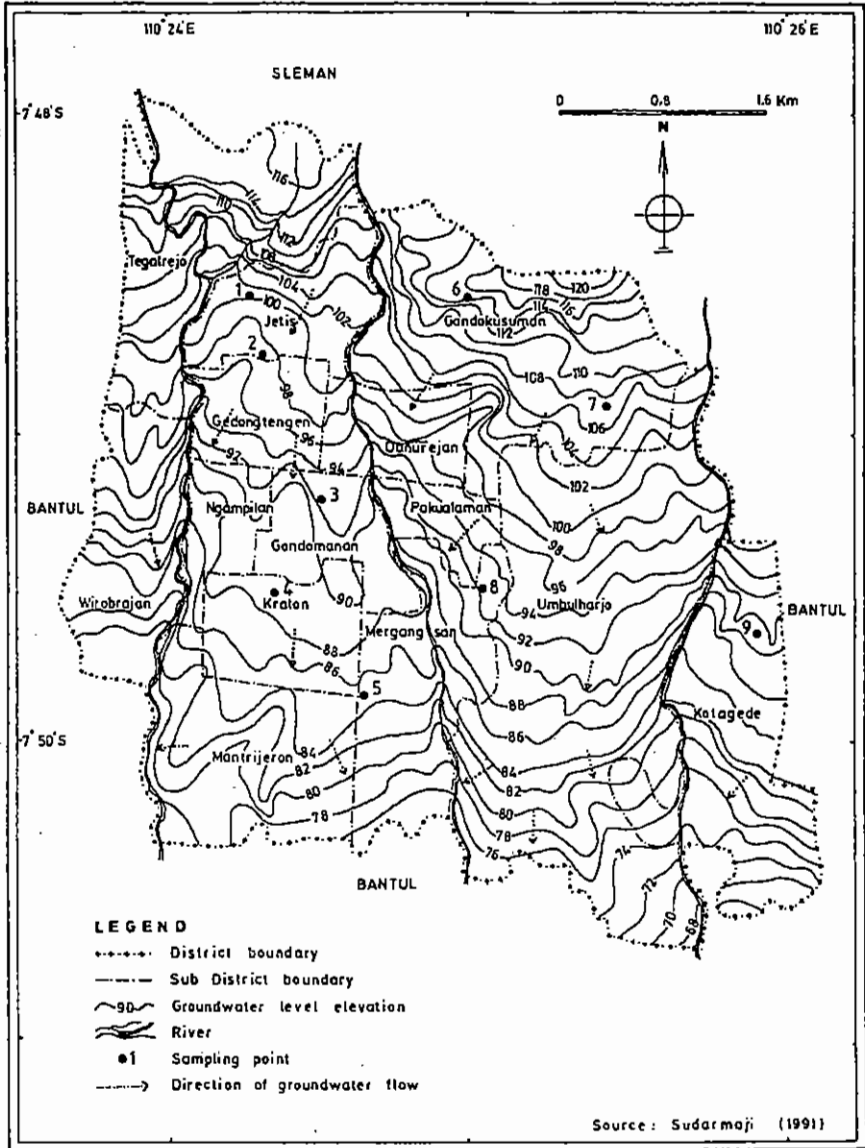 110° 24'E
110° 26'E
SLEMAN
7° 48' S
0 0,8 1.6 Km
N
116
114
110
112
108
Tegalrejo
104
118
120
6
116
114
1
100
102
Gondokusuman
Jetis
112
2
110
108
98
7
106
Gedongtengen
96
104
Danurejan
92
94
102
3
BANTUL
Ngampilan
Pakualaman
100
Gondomanan
98
4
8
96
Wirobrajan
Kraton
90
94
Umbulharjo
BANTUL
Mergangsan
92
9
88
90
86
88
5
Kotagede
86
7° 50' S
84
Mantrijeron
82
84
80
82
78
80
78
76
74
72
70
68
BANTUL
LEGEND
District boundary
Sub District boundary
90 Groundwater level elevation
River
1 Sampling point
Direction of groundwater flow
Source : Sudarmaji (1991)